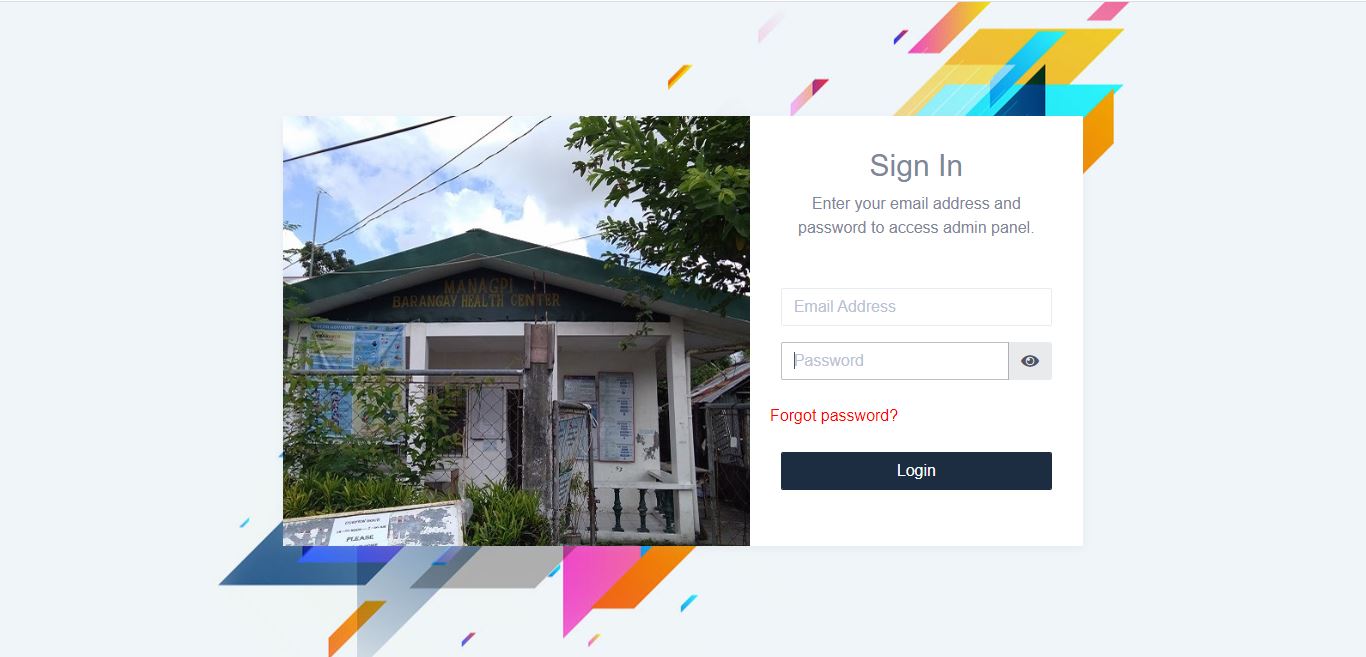 MANAGPI
BARANGAY HEALTH CENTER
PLEASE
Sign In
Enter your email address and
password to access admin panel.
Email Address
Password
Forgot password?
Login